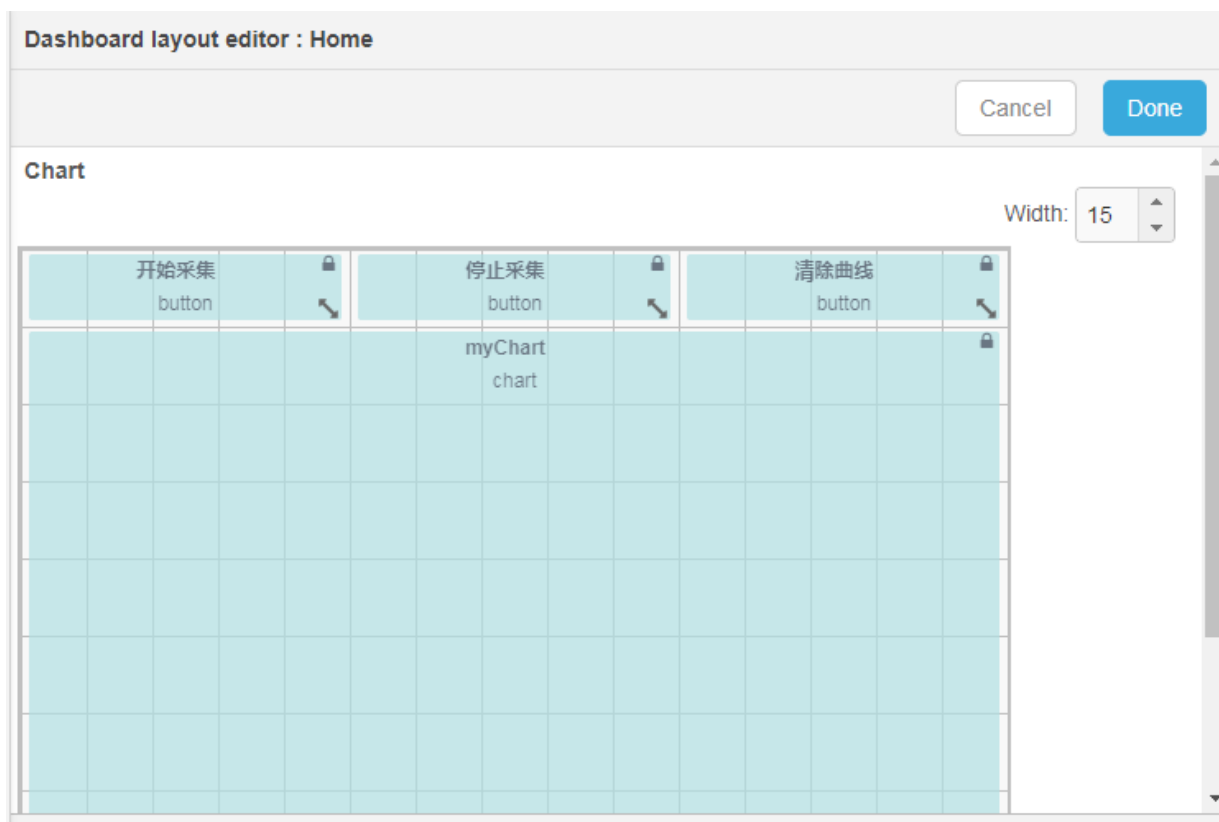 Dashboard layout editor : Home
Cancel Done
Chart
Width: 15
开始采集 停止采集 清除曲线
button button button
myChart
chart